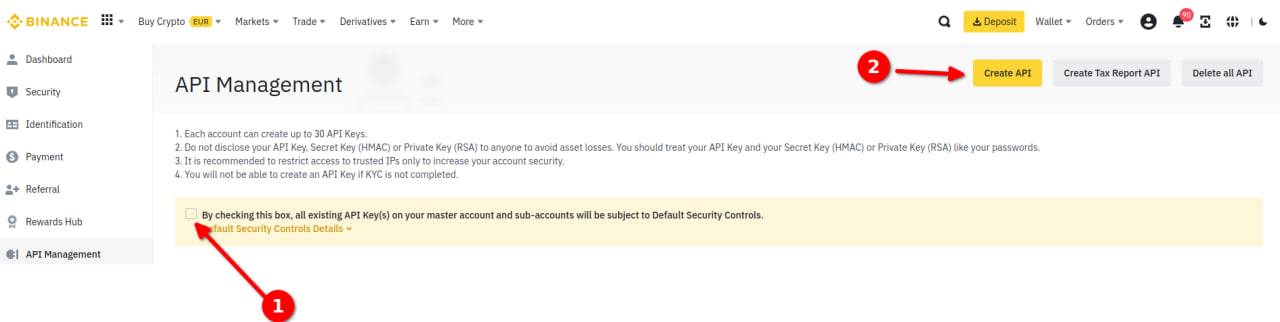 BINANCE Buy Crypto EUR Markets Trade Derivatives Earn More Deposit Wallet Orders 90
Dashboard
Security
Identification
Payment
Referral
Rewards Hub
API Management
API Management
2
Create API Create Tax Report API Delete all API
1. Each account can create up to 30 API Keys.
2. Do not disclose your API Key, Secret Key (HMAC) or Private Key (RSA) to anyone to avoid asset losses. You should treat your API Key and your Secret Key (HMAC) or Private Key (RSA) like your passwords.
3. It is recommended to restrict access to trusted IPs only to increase your account security.
4. You will not be able to create an API Key if KYC is not completed.
By checking this box, all existing API Key(s) on your master account and sub-accounts will be subject to Default Security Controls.
Default Security Controls Details
1